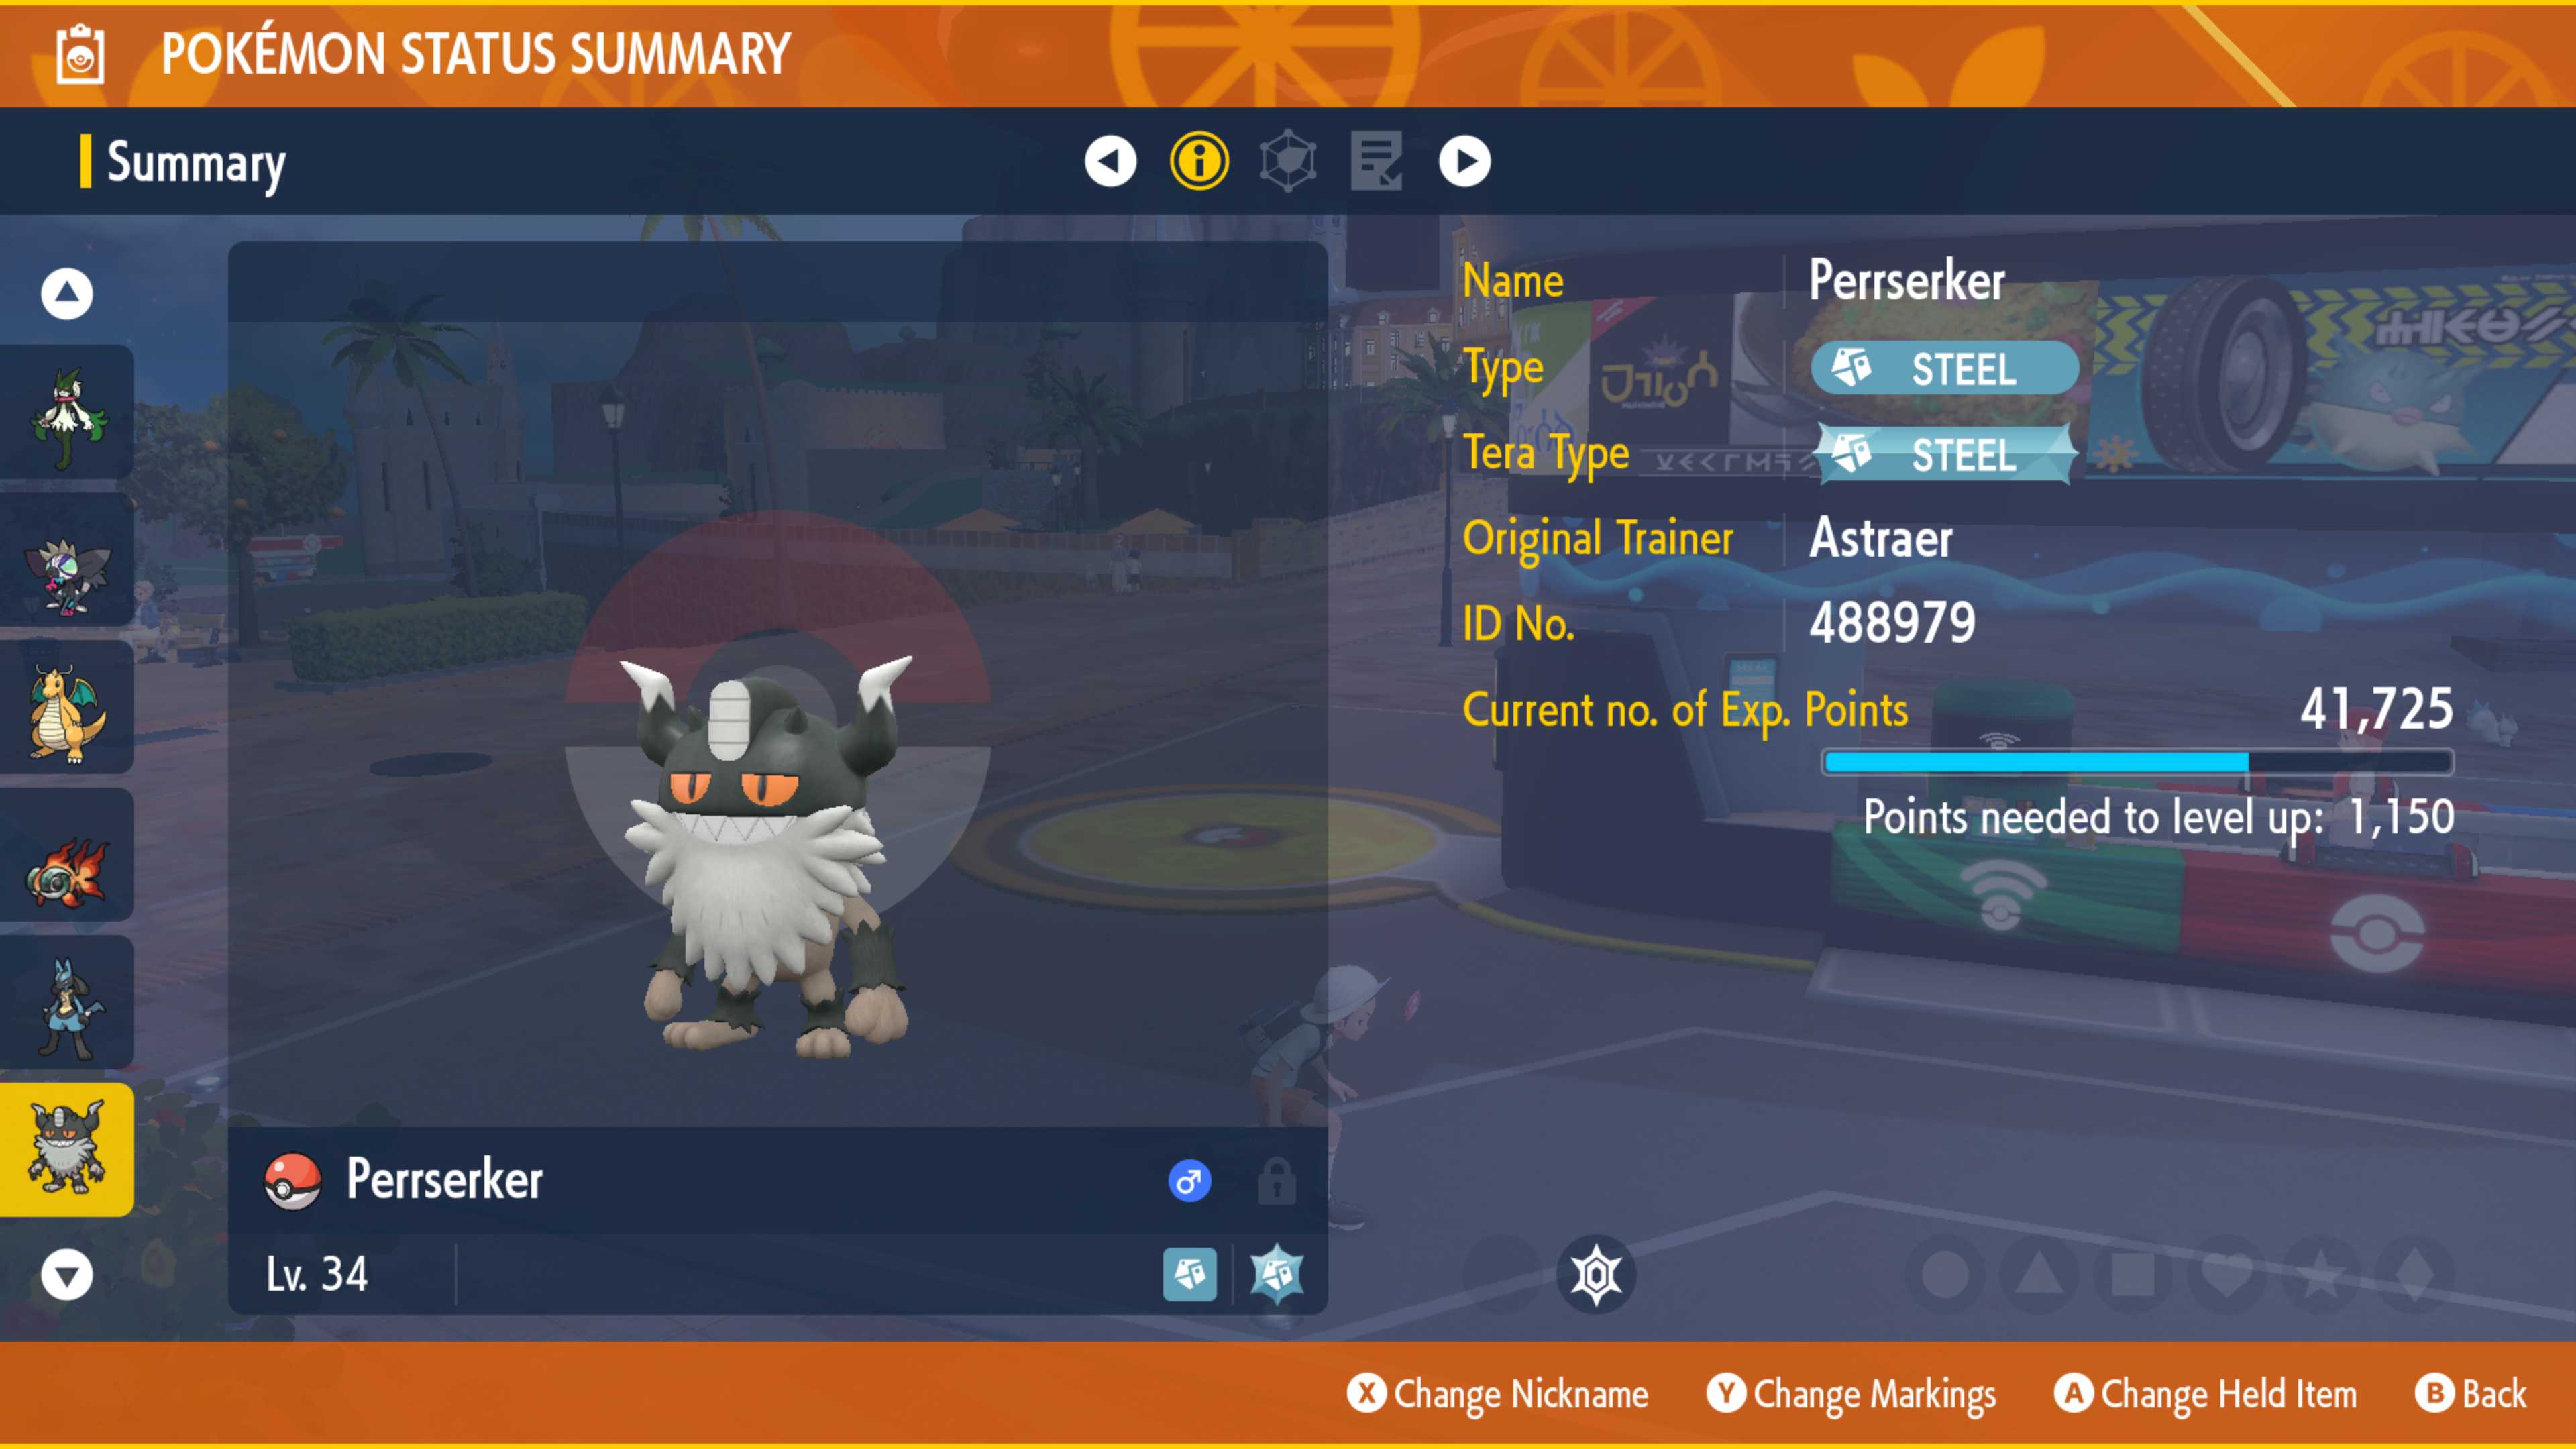 POKÉMON STATUS SUMMARY
Summary
Name Perrserker
Type STEEL
Tera Type STEEL
Original Trainer Astraer
ID No. 488979
Current no. of Exp. Points 41,725
Points needed to level up: 1,150
Perrserker
Lv. 34
X Change Nickname Y Change Markings A Change Held Item B Back